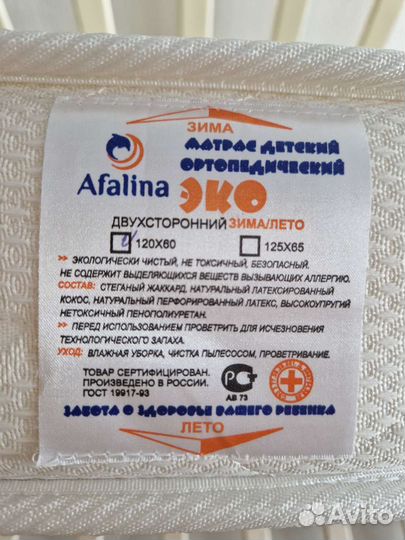 ЗИМА
МАТРАС ДЕТСКИЙ
ОРТОПЕДИЧЕСКИЙ
Afalina ЭКО
ДВУХСТОРОННИЙ ЗИМА/ЛЕТО
120X60 125X65
» ЭКОЛОГИЧЕСКИ ЧИСТЫЙ, НЕ ТОКСИЧНЫЙ, БЕЗОПАСНЫЙ.
НЕ СОДЕРЖИТ ВЫДЕЛЯЮЩИХСЯ ВЕЩЕСТВ ВЫЗЫВАЮЩИХ АЛЛЕРГИЮ.
СОСТАВ: СТЕГАНЫЙ ЖАККАРД, НАТУРАЛЬНЫЙ ЛАТЕКСИРОВАННЫЙ
КОКОС, НАТУРАЛЬНЫЙ ПЕРФОРИРОВАННЫЙ ЛАТЕКС, ВЫСОКОУПРУГИЙ
НЕТОКСИЧНЫЙ ПЕНОПОЛИУРЕТАН.
» ПЕРЕД ИСПОЛЬЗОВАНИЕМ ПРОВЕТРИТЬ ДЛЯ ИСЧЕЗНОВЕНИЯ
ТЕХНОЛОГИЧЕСКОГО ЗАПАХА.
УХОД: ВЛАЖНАЯ УБОРКА, ЧИСТКА ПЫЛЕСОСОМ, ПРОВЕТРИВАНИЕ.
ТОВАР СЕРТИФИЦИРОВАН.
ПРОИЗВЕДЕНО В РОССИИ.
ГОСТ 19917-93
АВ 73
ЗАБОТА О ЗДОРОВЬЕ ВАШЕГО РЕБЕНКА
ЛЕТО
Avito